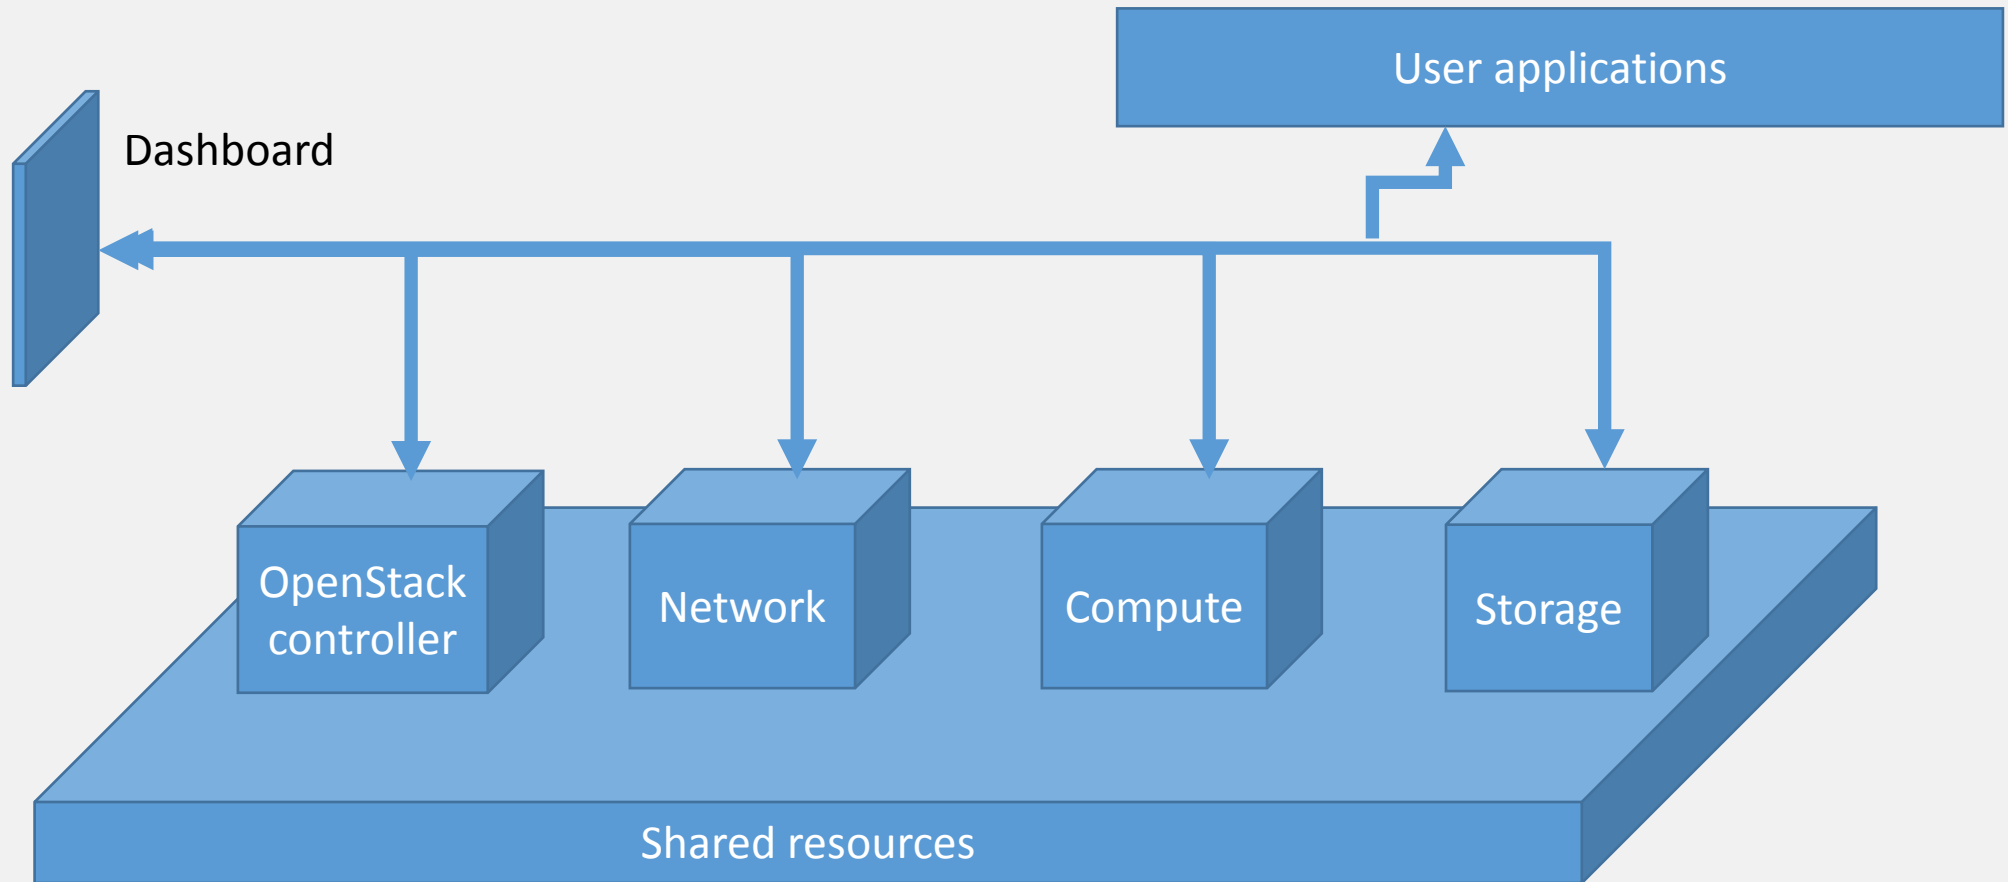 User applications
Dashboard
OpenStack
controller
Network
Compute
Storage
Shared resources